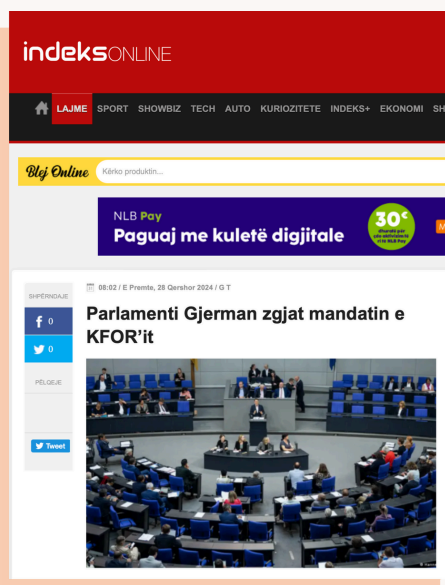 indeksONLINE
LAJME SPORT SHOWBIZ TECH AUTO KURIOZITETE INDEKS+ EKONOMI SH
Blej Online Kërko produktin...
NLB Pay
Paguaj me kuletë digjitale
30€
M
08:02 / E Premte, 28 Qershor 2024 / G T
SHPËRNDAJE
f 0
0
PËLQEJE
Tweet
Parlamenti Gjerman zgjat mandatin e
KFOR'it